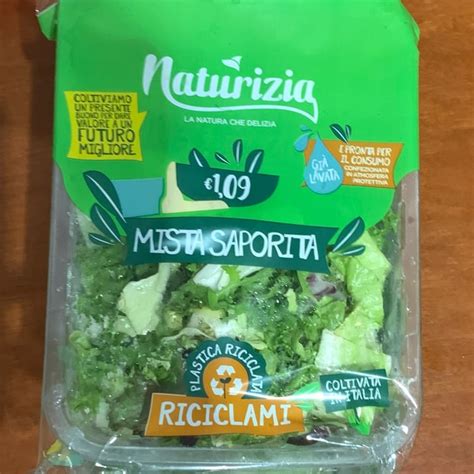 Naturizia
LA NATURA CHE DELIZIA
COLTIVIAMO
UN PRESENTE
BUONO PER DARE
VALORE A UN
FUTURO
MIGLIORE
GIÀ
LAVATA
E PRONTA PER
IL CONSUMO
CONFEZIONATA
IN ATMOSFERA
PROTETTIVA
€1,09
MISTA SAPORITA
PLASTICA RICICLATA
RICICLAMI
COLTIVATA
IN ITALIA